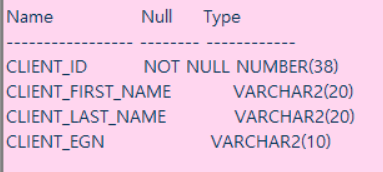 Name Null Type
----------------- -------- ------------
CLIENT_ID NOT NULL NUMBER(38)
CLIENT_FIRST_NAME VARCHAR2(20)
CLIENT_LAST_NAME VARCHAR2(20)
CLIENT_EGN VARCHAR2(10)